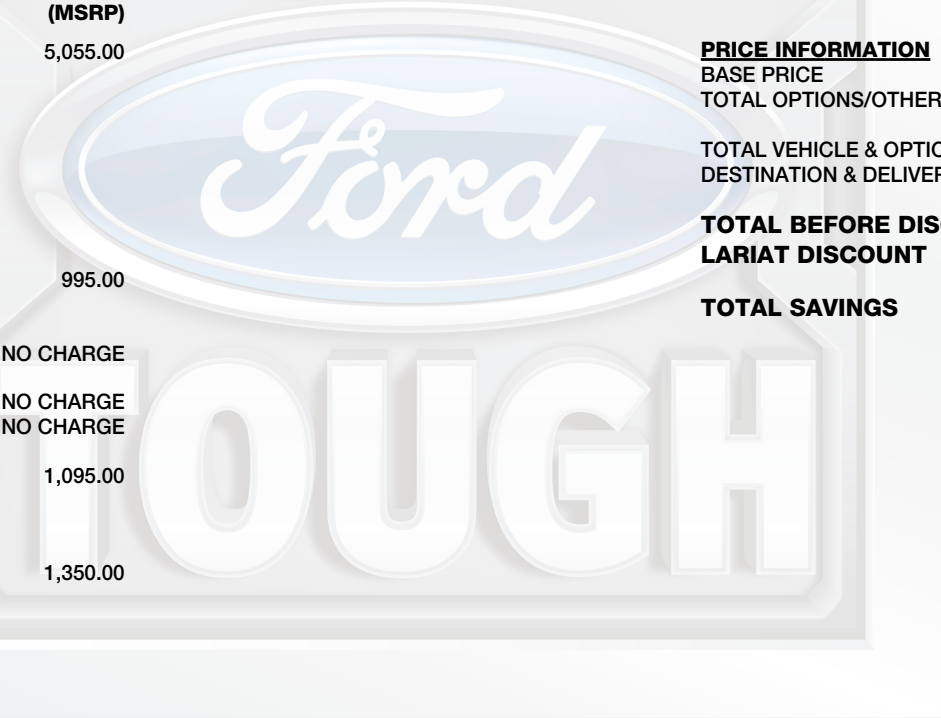 (MSRP)
5,055.00
995.00
NO CHARGE
NO CHARGE
NO CHARGE
1,095.00
1,350.00
PRICE INFORMATION
BASE PRICE
TOTAL OPTIONS/OTHER
TOTAL VEHICLE & OPTIO
DESTINATION & DELIVER
TOTAL BEFORE DIS
LARIAT DISCOUNT
TOTAL SAVINGS
Ford
TOUGH